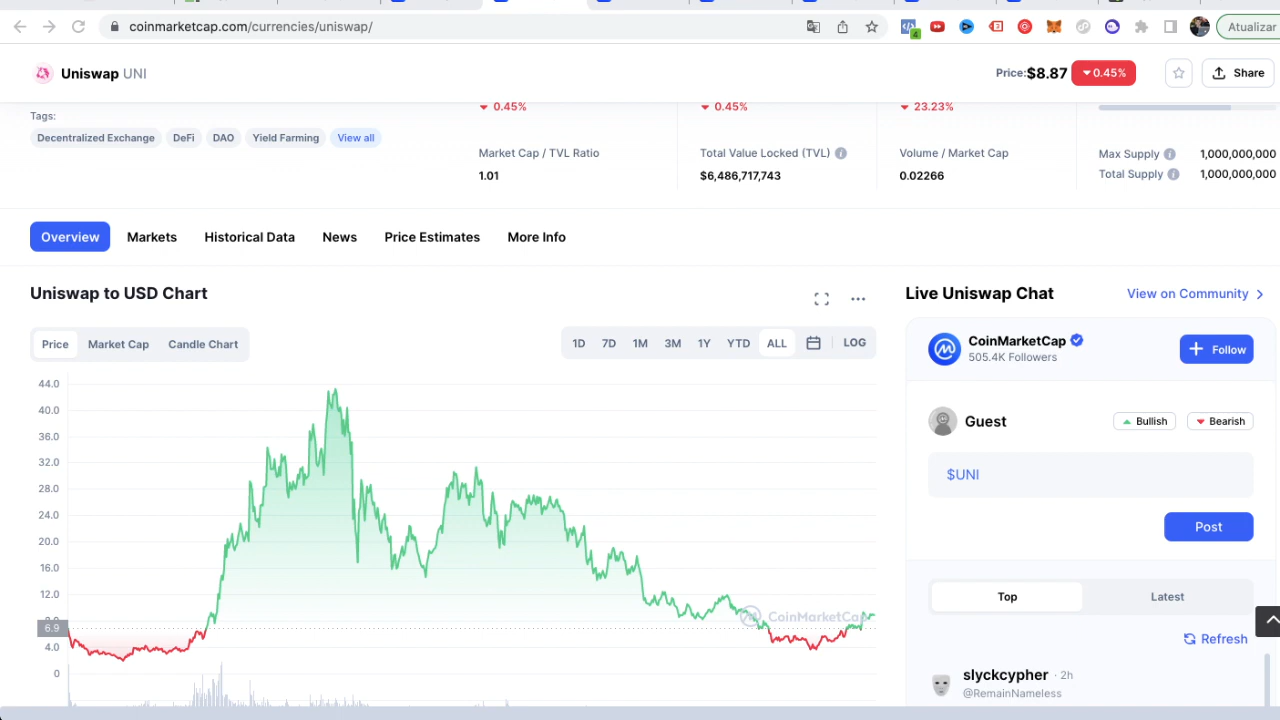 coinmarketcap.com/currencies/uniswap/
4
Atualizar
Uniswap UNI
Price:$8.87
0.45%
Share
Tags:
0.45%
0.45%
23.23%
Decentralized Exchange
DeFi
DAO
Yield Farming
View all
Market Cap / TVL Ratio
Total Value Locked (TVL)
Volume / Market Cap
Max Supply
1,000,000,000
1.01
$6,486,717,743
0.02266
Total Supply
1,000,000,000
Overview
Markets
Historical Data
News
Price Estimates
More Info
Uniswap to USD Chart
Price
Market Cap
Candle Chart
1D
7D
1M
3M
1Y
YTD
ALL
LOG
44.0
40.0
36.0
32.0
28.0
24.0
20.0
16.0
12.0
6.9
4.0
0
CoinMarketCap
Live Uniswap Chat
View on Community
CoinMarketCap
505.4K Followers
Follow
Guest
Bullish
Bearish
$UNI
Post
Top
Latest
Refresh
slyckcypher · 2h
@RemainNameless